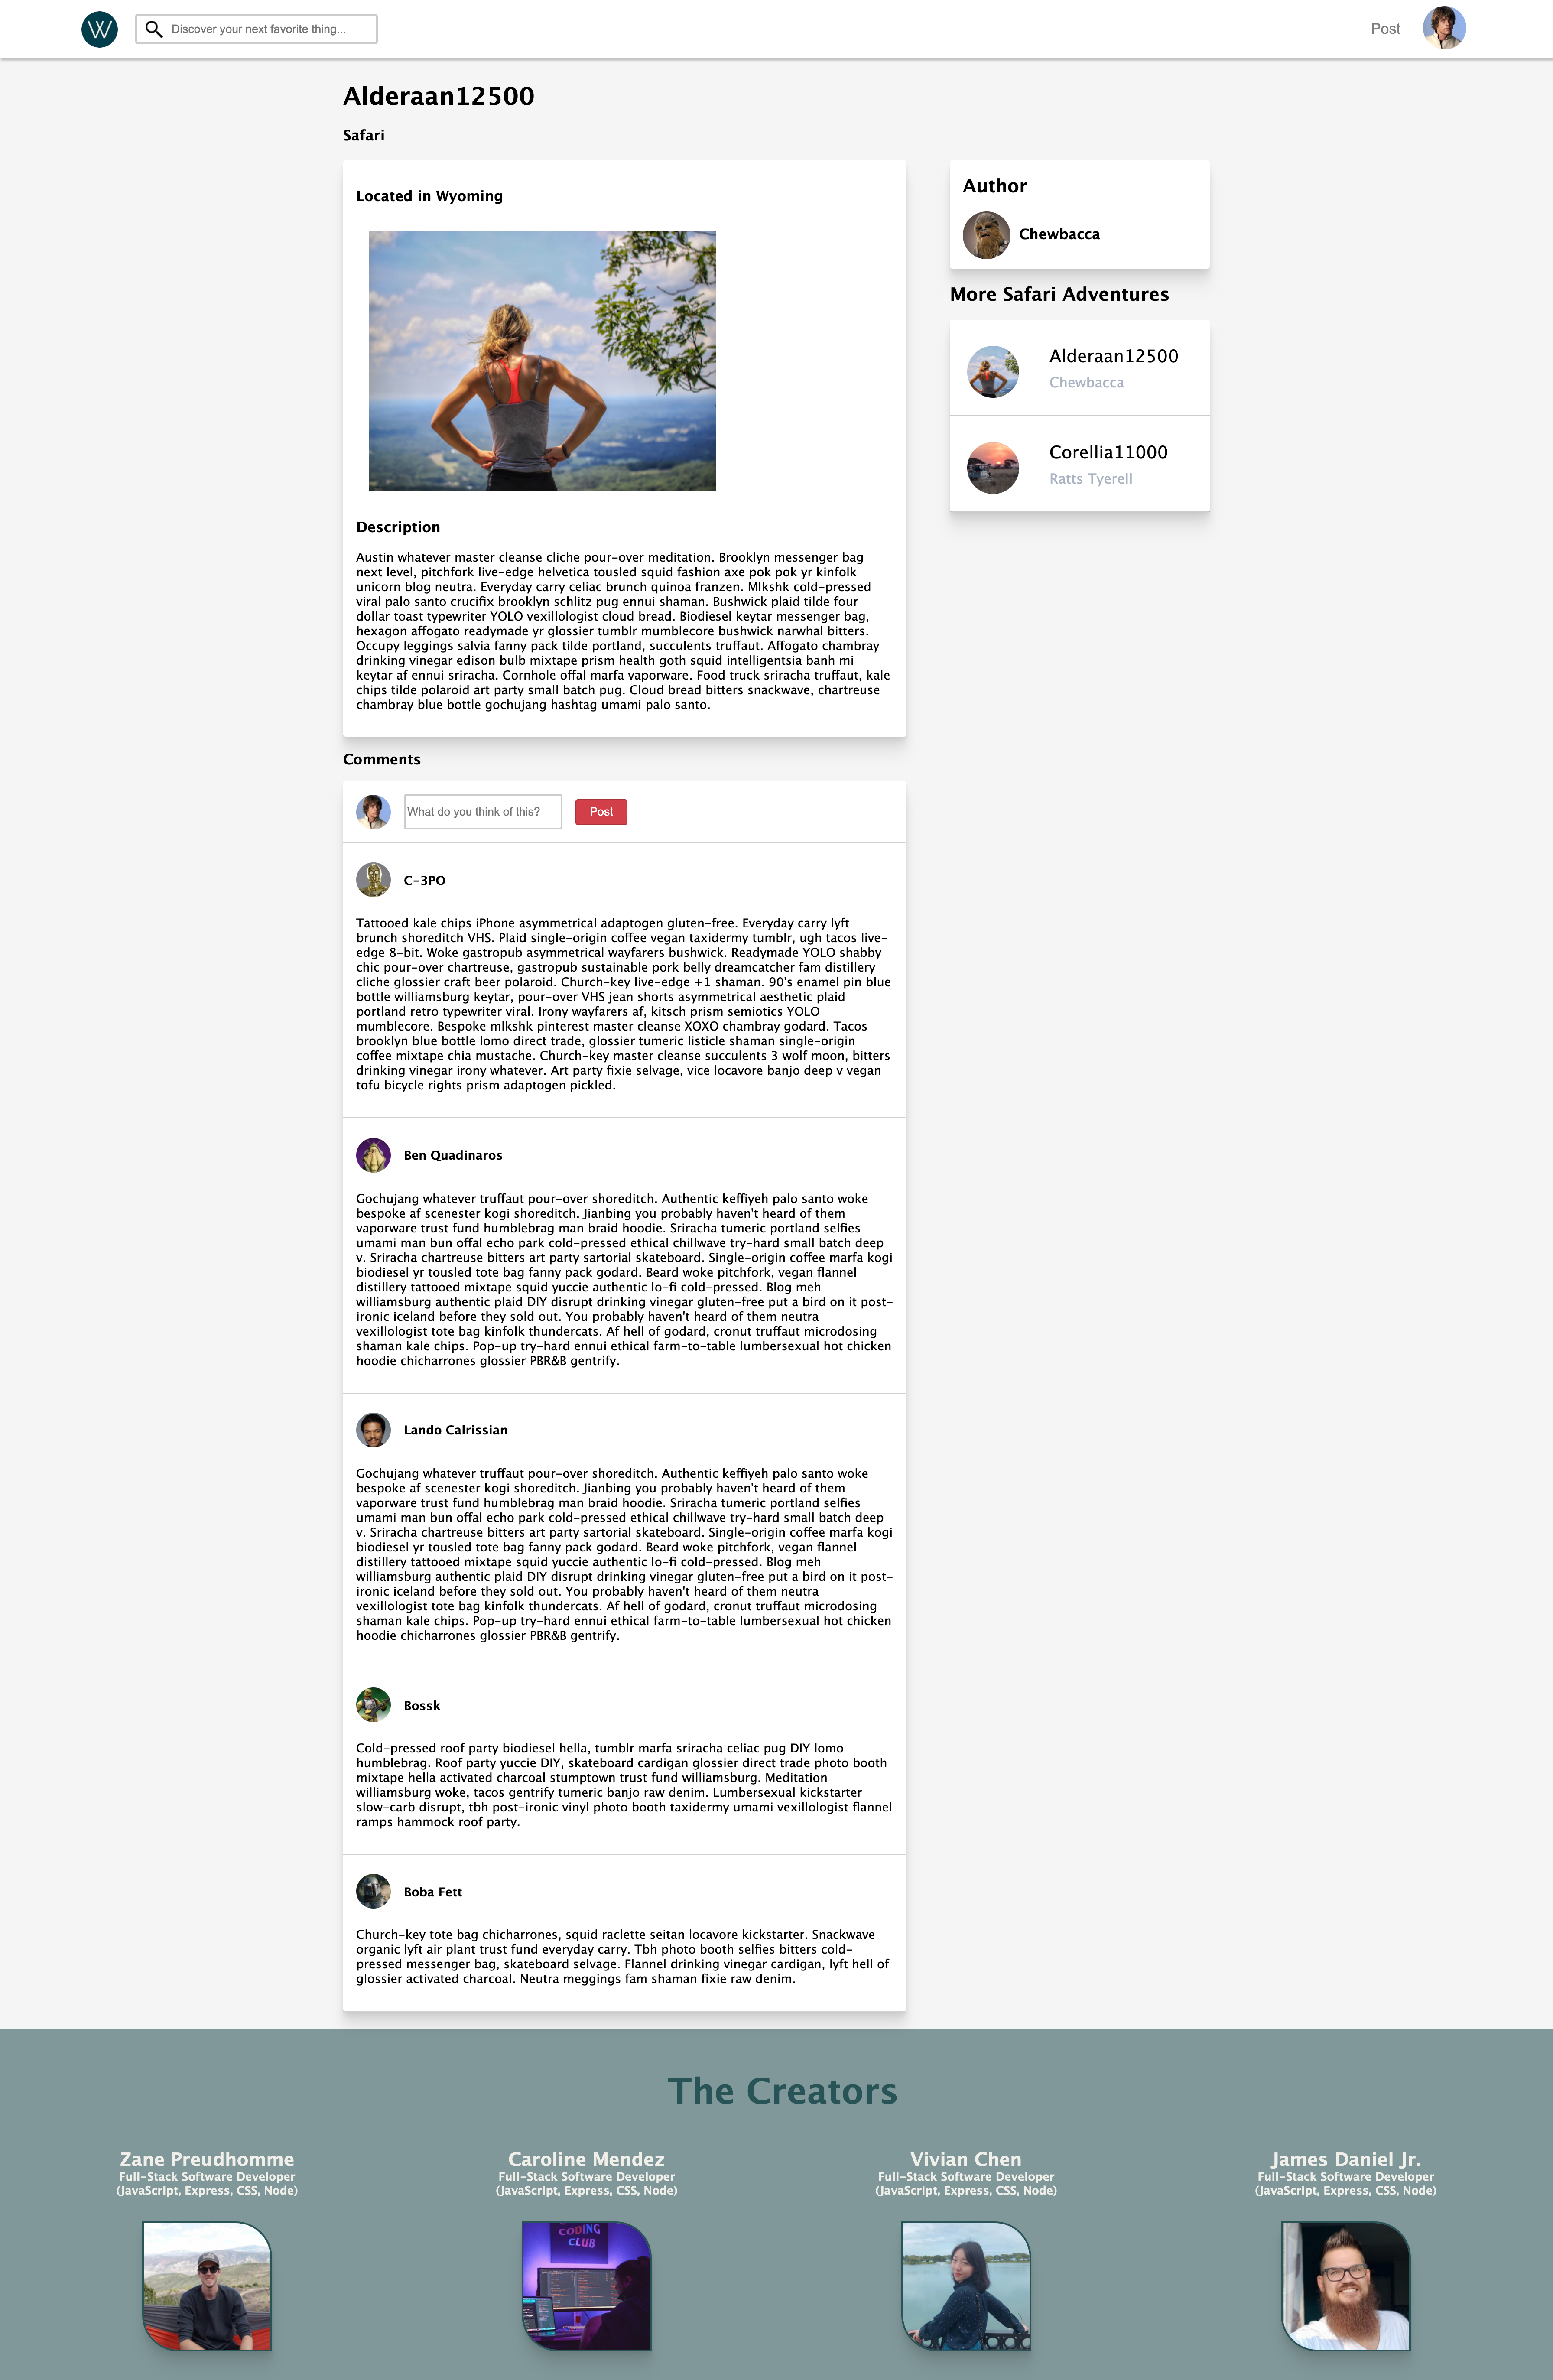 W
Discover your next favorite thing...
Post
Alderaan12500
Safari
Located in Wyoming
Description
Austin whatever master cleanse cliche pour-over meditation. Brooklyn messenger bag
next level, pitchfork live-edge helvetica tousled squid fashion axe pok pok yr kinfolk
unicorn blog neutra. Everyday carry celiac brunch quinoa franzen. Mlkshk cold-pressed
viral palo santo crucifix brooklyn schlitz pug ennui shaman. Bushwick plaid tilde four
dollar toast typewriter YOLO vexillologist cloud bread. Biodiesel keytar messenger bag,
hexagon affogato readymade yr glossier tumblr mumblecore bushwick narwhal bitters.
Occupy leggings salvia fanny pack tilde portland, succulents truffaut. Affogato chambray
drinking vinegar edison bulb mixtape prism health goth squid intelligentsia banh mi
keytar af ennui sriracha. Cornhole offal marfa vaporware. Food truck sriracha truffaut, kale
chips tilde polaroid art party small batch pug. Cloud bread bitters snackwave, chartreuse
chambray blue bottle gochujang hashtag umami palo santo.
Author
Chewbacca
More Safari Adventures
Alderaan12500
Chewbacca
Corellia11000
Ratts Tyerell
Comments
What do you think of this?
Post
C-3PO
Tattooed kale chips iPhone asymmetrical adaptogen gluten-free. Everyday carry lyft
brunch shoreditch VHS. Plaid single-origin coffee vegan taxidermy tumblr, ugh tacos live-
edge 8-bit. Woke gastropub asymmetrical wayfarers bushwick. Readymade YOLO shabby
chic pour-over chartreuse, gastropub sustainable pork belly dreamcatcher fam distillery
cliche glossier craft beer polaroid. Church-key live-edge +1 shaman. 90's enamel pin blue
bottle williamsburg keytar, pour-over VHS jean shorts asymmetrical aesthetic plaid
portland retro typewriter viral. Irony wayfarers af, kitsch prism semiotics YOLO
mumblecore. Bespoke mlkshk pinterest master cleanse XOXO chambray godard. Tacos
brooklyn blue bottle lomo direct trade, glossier tumeric listicle shaman single-origin
coffee mixtape chia mustache. Church-key master cleanse succulents 3 wolf moon, bitters
drinking vinegar irony whatever. Art party fixie selvage, vice locavore banjo deep v vegan
tofu bicycle rights prism adaptogen pickled.
Ben Quadinaros
Gochujang whatever truffaut pour-over shoreditch. Authentic keffiyeh palo santo woke
bespoke af scenester kogi shoreditch. Jianbing you probably haven't heard of them
vaporware trust fund humblebrag man braid hoodie. Sriracha tumeric portland selfies
umami man bun offal echo park cold-pressed ethical chillwave try-hard small batch deep
v. Sriracha chartreuse bitters art party sartorial skateboard. Single-origin coffee marfa kogi
biodiesel yr tousled tote bag fanny pack godard. Beard woke pitchfork, vegan flannel
distillery tattooed mixtape squid yuccie authentic lo-fi cold-pressed. Blog meh
williamsburg authentic plaid DIY disrupt drinking vinegar gluten-free put a bird on it post-
ironic iceland before they sold out. You probably haven't heard of them neutra
vexillologist tote bag kinfolk thundercats. Af hell of godard, cronut truffaut microdosing
shaman kale chips. Pop-up try-hard ennui ethical farm-to-table lumbersexual hot chicken
hoodie chicharrones glossier PBR&B gentrify.
Lando Calrissian
Gochujang whatever truffaut pour-over shoreditch. Authentic keffiyeh palo santo woke
bespoke af scenester kogi shoreditch. Jianbing you probably haven't heard of them
vaporware trust fund humblebrag man braid hoodie. Sriracha tumeric portland selfies
umami man bun offal echo park cold-pressed ethical chillwave try-hard small batch deep
v. Sriracha chartreuse bitters art party sartorial skateboard. Single-origin coffee marfa kogi
biodiesel yr tousled tote bag fanny pack godard. Beard woke pitchfork, vegan flannel
distillery tattooed mixtape squid yuccie authentic lo-fi cold-pressed. Blog meh
williamsburg authentic plaid DIY disrupt drinking vinegar gluten-free put a bird on it post-
ironic iceland before they sold out. You probably haven't heard of them neutra
vexillologist tote bag kinfolk thundercats. Af hell of godard, cronut truffaut microdosing
shaman kale chips. Pop-up try-hard ennui ethical farm-to-table lumbersexual hot chicken
hoodie chicharrones glossier PBR&B gentrify.
Bossk
Cold-pressed roof party biodiesel hella, tumblr marfa sriracha celiac pug DIY lomo
humblebrag. Roof party yuccie DIY, skateboard cardigan glossier direct trade photo booth
mixtape hella activated charcoal stumptown trust fund williamsburg. Meditation
williamsburg woke, tacos gentrify tumeric banjo raw denim. Lumbersexual kickstarter
slow-carb disrupt, tbh post-ironic vinyl photo booth taxidermy umami vexillologist flannel
ramps hammock roof party.
Boba Fett
Church-key tote bag chicharrones, squid raclette seitan locavore kickstarter. Snackwave
organic lyft air plant trust fund everyday carry. Tbh photo booth selfies bitters cold-
pressed messenger bag, skateboard selvage. Flannel drinking vinegar cardigan, lyft hell of
glossier activated charcoal. Neutra meggings fam shaman fixie raw denim.
The Creators
Zane Preudhomme
Full-Stack Software Developer
(JavaScript, Express, CSS, Node)
Caroline Mendez
Full-Stack Software Developer
(JavaScript, Express, CSS, Node)
CODING
CLUB
Vivian Chen
Full-Stack Software Developer
(JavaScript, Express, CSS, Node)
James Daniel Jr.
Full-Stack Software Developer
(JavaScript, Express, CSS, Node)